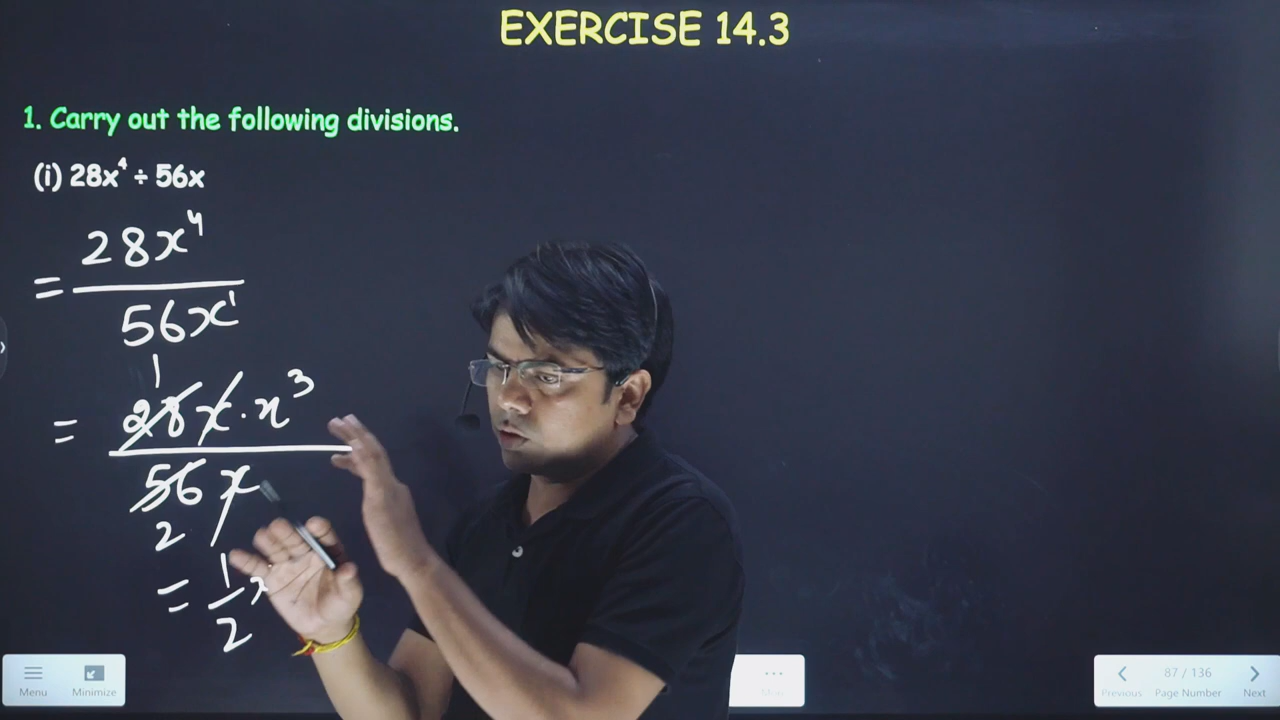 EXERCISE 14.3
1. Carry out the following divisions.
(i) 28x⁴ ÷ 56x
= 28x⁴
56x¹
1
= 28x·x³
56x
2
= 1
2
Menu
Minimize
Previous
87 / 136
Page Number
Next